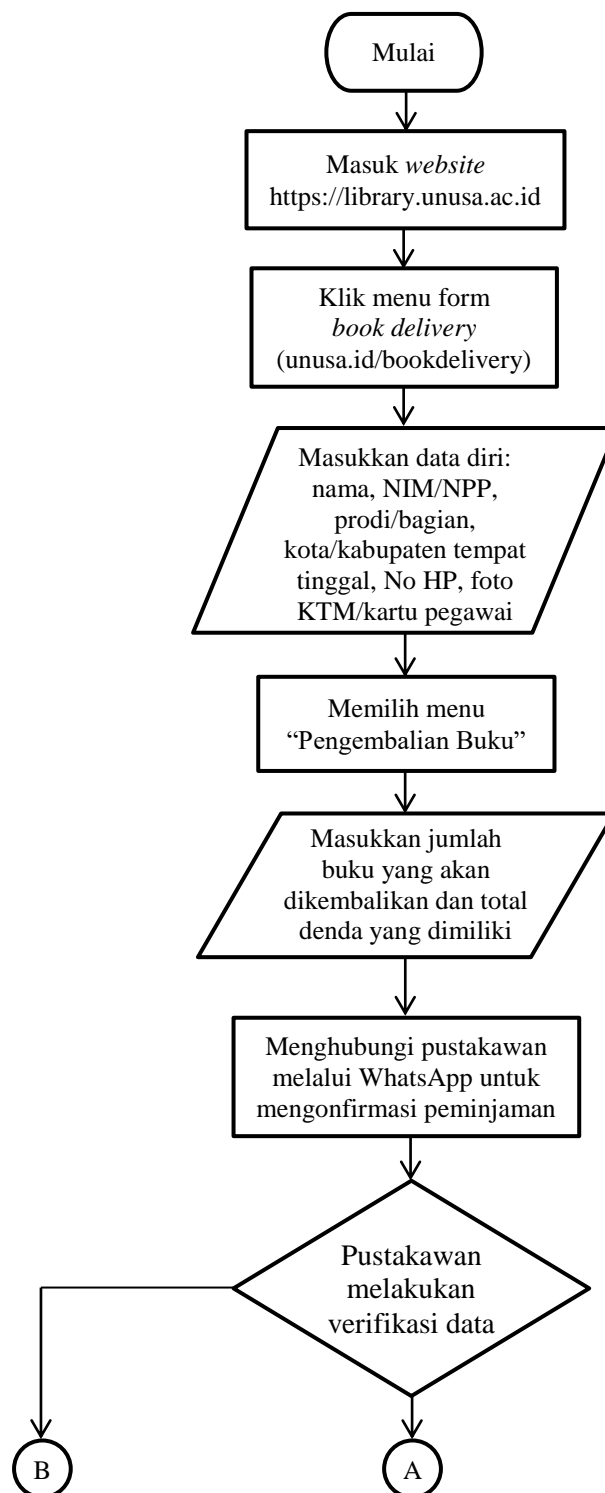 Mulai
Masuk website
https://library.unusa.ac.id
Klik menu form
book delivery
(unusa.id/bookdelivery)
Masukkan data diri:
nama, NIM/NPP,
prodi/bagian,
kota/kabupaten tempat
tinggal, No HP, foto
KTM/kartu pegawai
Memilih menu
“Pengembalian Buku”
Masukkan jumlah
buku yang akan
dikembalikan dan total
denda yang dimiliki
Menghubungi pustakawan
melalui WhatsApp untuk
mengonfirmasi peminjaman
Pustakawan
melakukan
verifikasi data
B
A